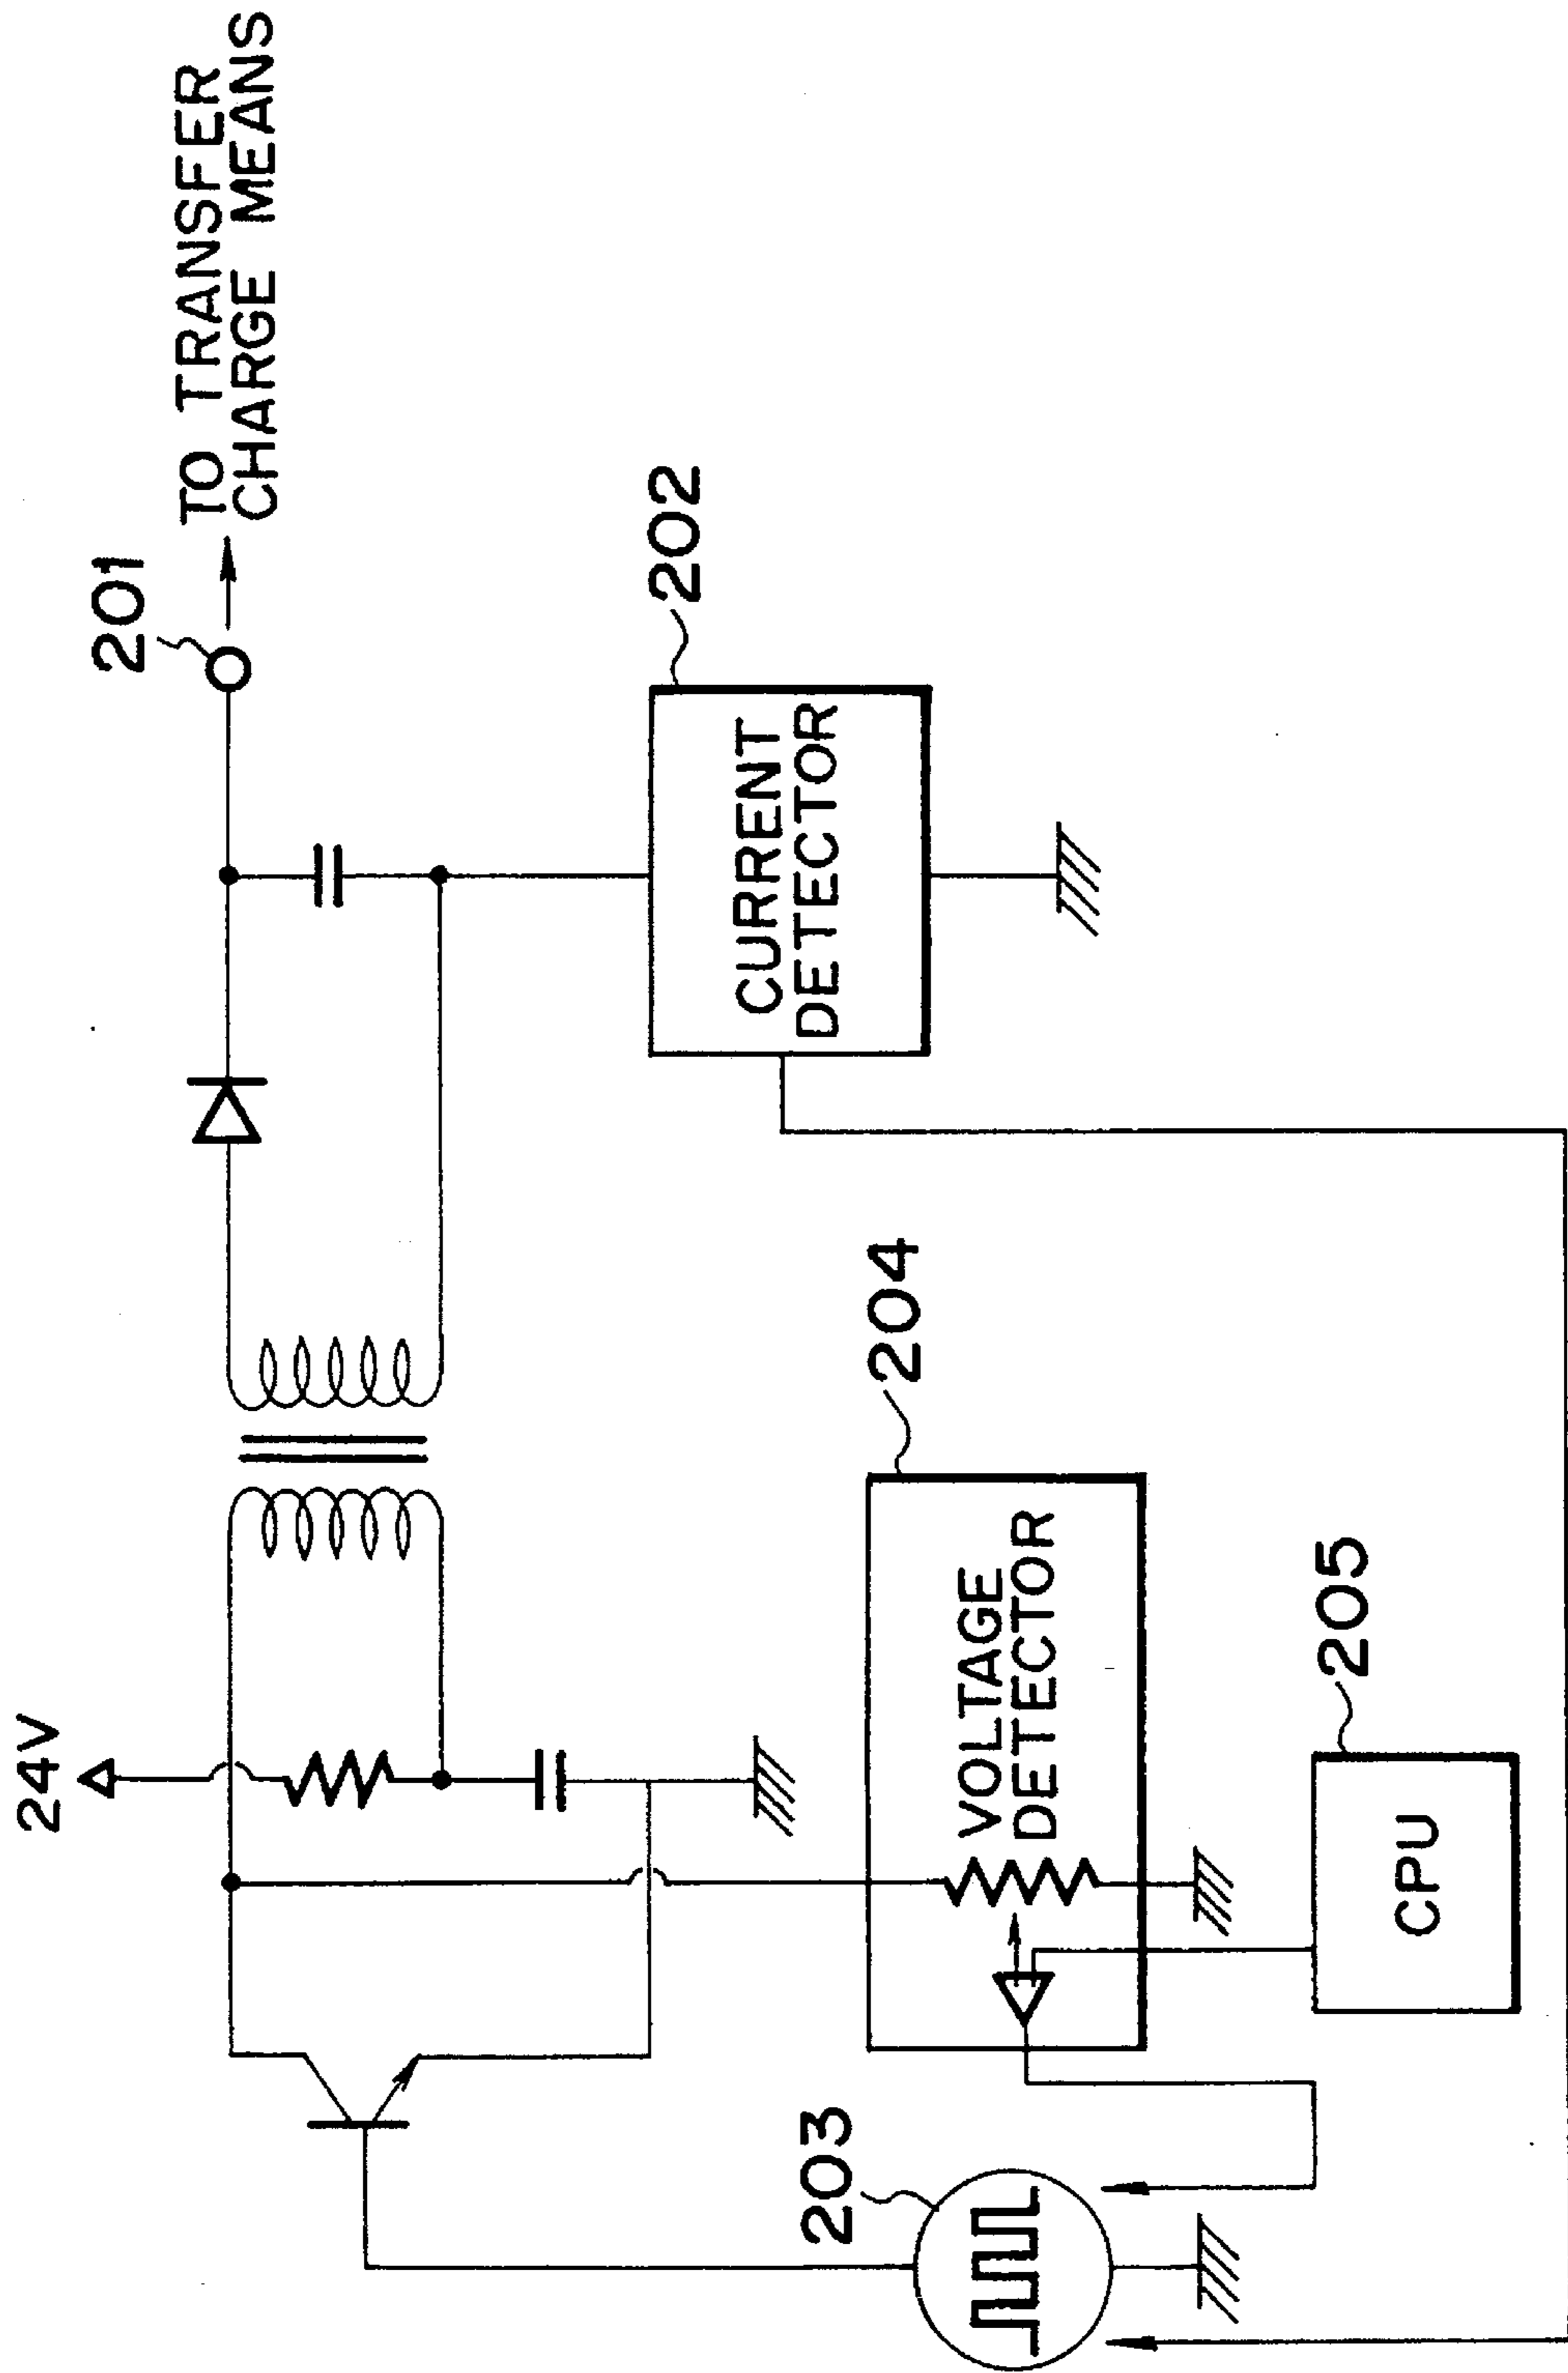 24V
201
TO TRANSFER
CHARGE MEANS
202
CURRENT
DETECTOR
203
204
VOLTAGE
DETECTOR
205
CPU